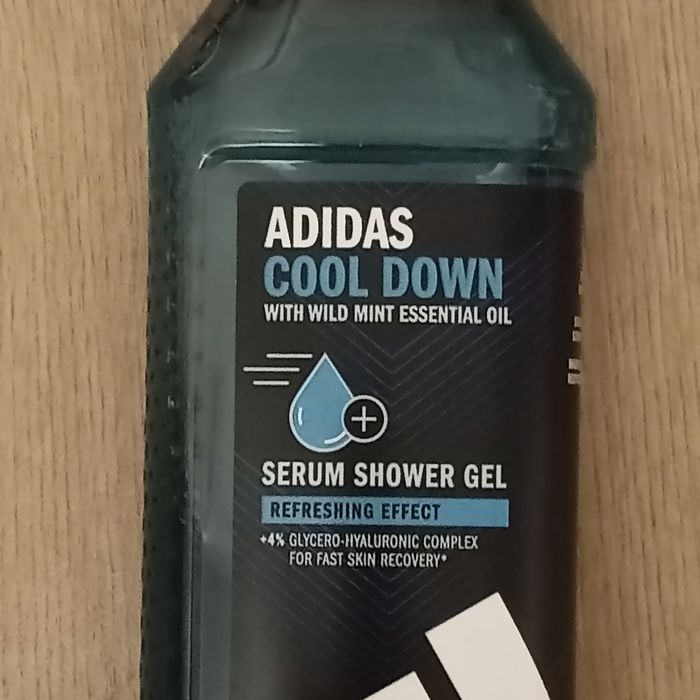 ADIDAS
COOL DOWN
WITH WILD MINT ESSENTIAL OIL
SERUM SHOWER GEL
REFRESHING EFFECT
+4% GLYCERO-HYALURONIC COMPLEX
FOR FAST SKIN RECOVERY*